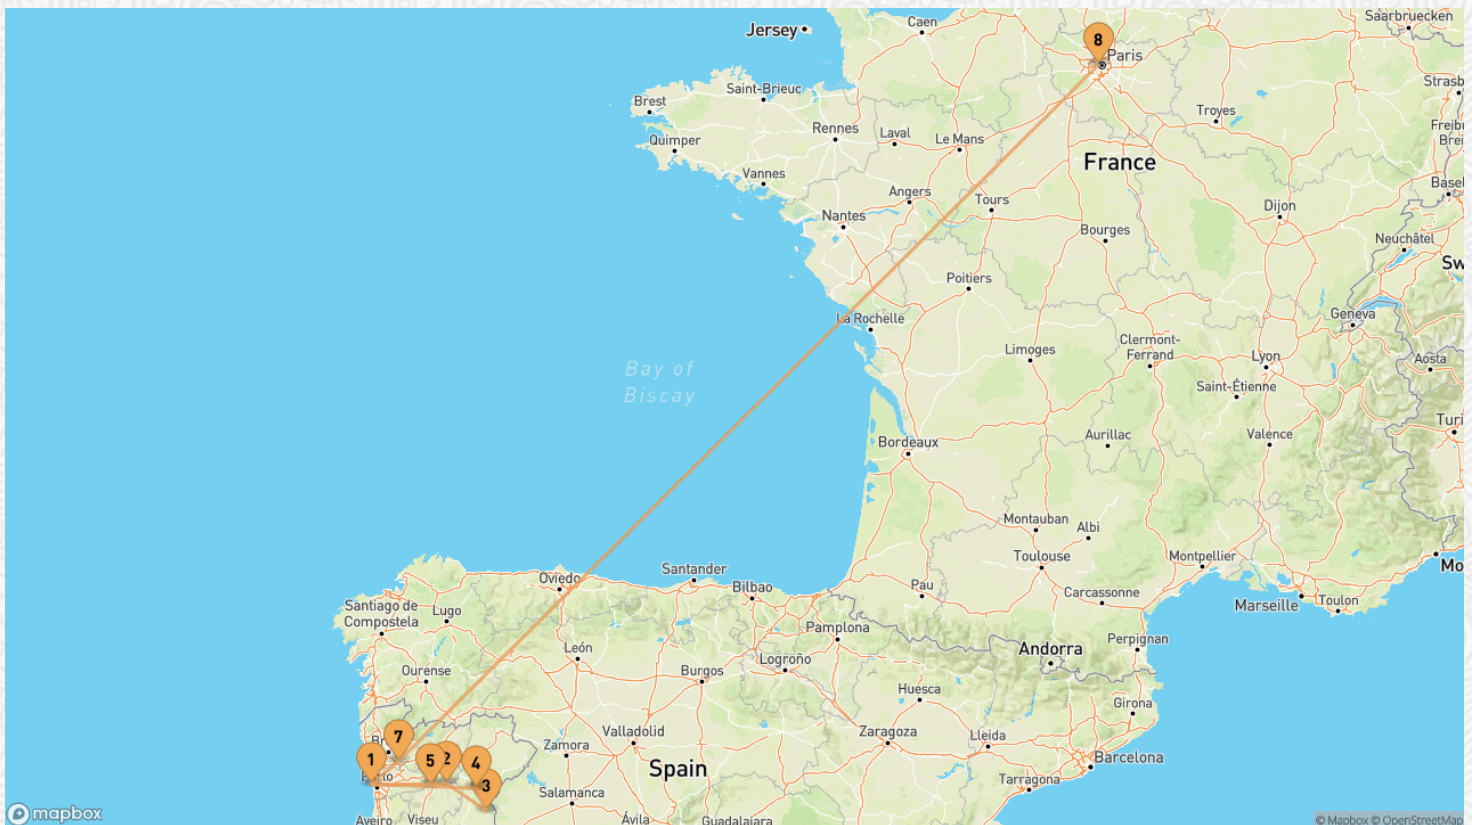 Jersey
Caen
8
Paris
Saarbruecken
Brest
Saint-Brieuc
Strasb
Troyes
Quimper
Rennes
Laval
Le Mans
Freibu
Brei
France
Vannes
Angers
Tours
Basel
Nantes
Dijon
Bourges
Neuchâtel
Sw
Poitiers
La Rochelle
Geneva
Bay of
Biscay
Limoges
Clermont-
Ferrand
Lyon
Aosta
Saint-Étienne
Turi
Bordeaux
Aurillac
Valence
Montauban
Albi
Toulouse
Montpellier
Mo
Oviedo
Santander
Bilbao
Pau
Carcassonne
Marseille
Toulon
Santiago de
Compostela
Lugo
Pamplona
Perpignan
León
Logroño
Andorra
Ourense
Burgos
Huesca
Girona
7
Br
Valladolid
Zaragoza
Lleida
1
5
2
4
Zamora
Barcelona
3
Spain
Salamanca
Tarragona
mapbox
Aveiro
Viseu
Ávila
Guadalajara
© Mapbox © OpenStreetMap